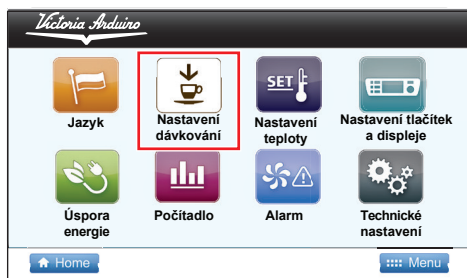 Victoria Arduino
SET
Jazyk
Nastavení
dávkování
Nastavení
teploty
Nastavení tlačítek
a displeje
Úspora
energie
Počítadlo
Alarm
Technické
nastavení
Home
Menu